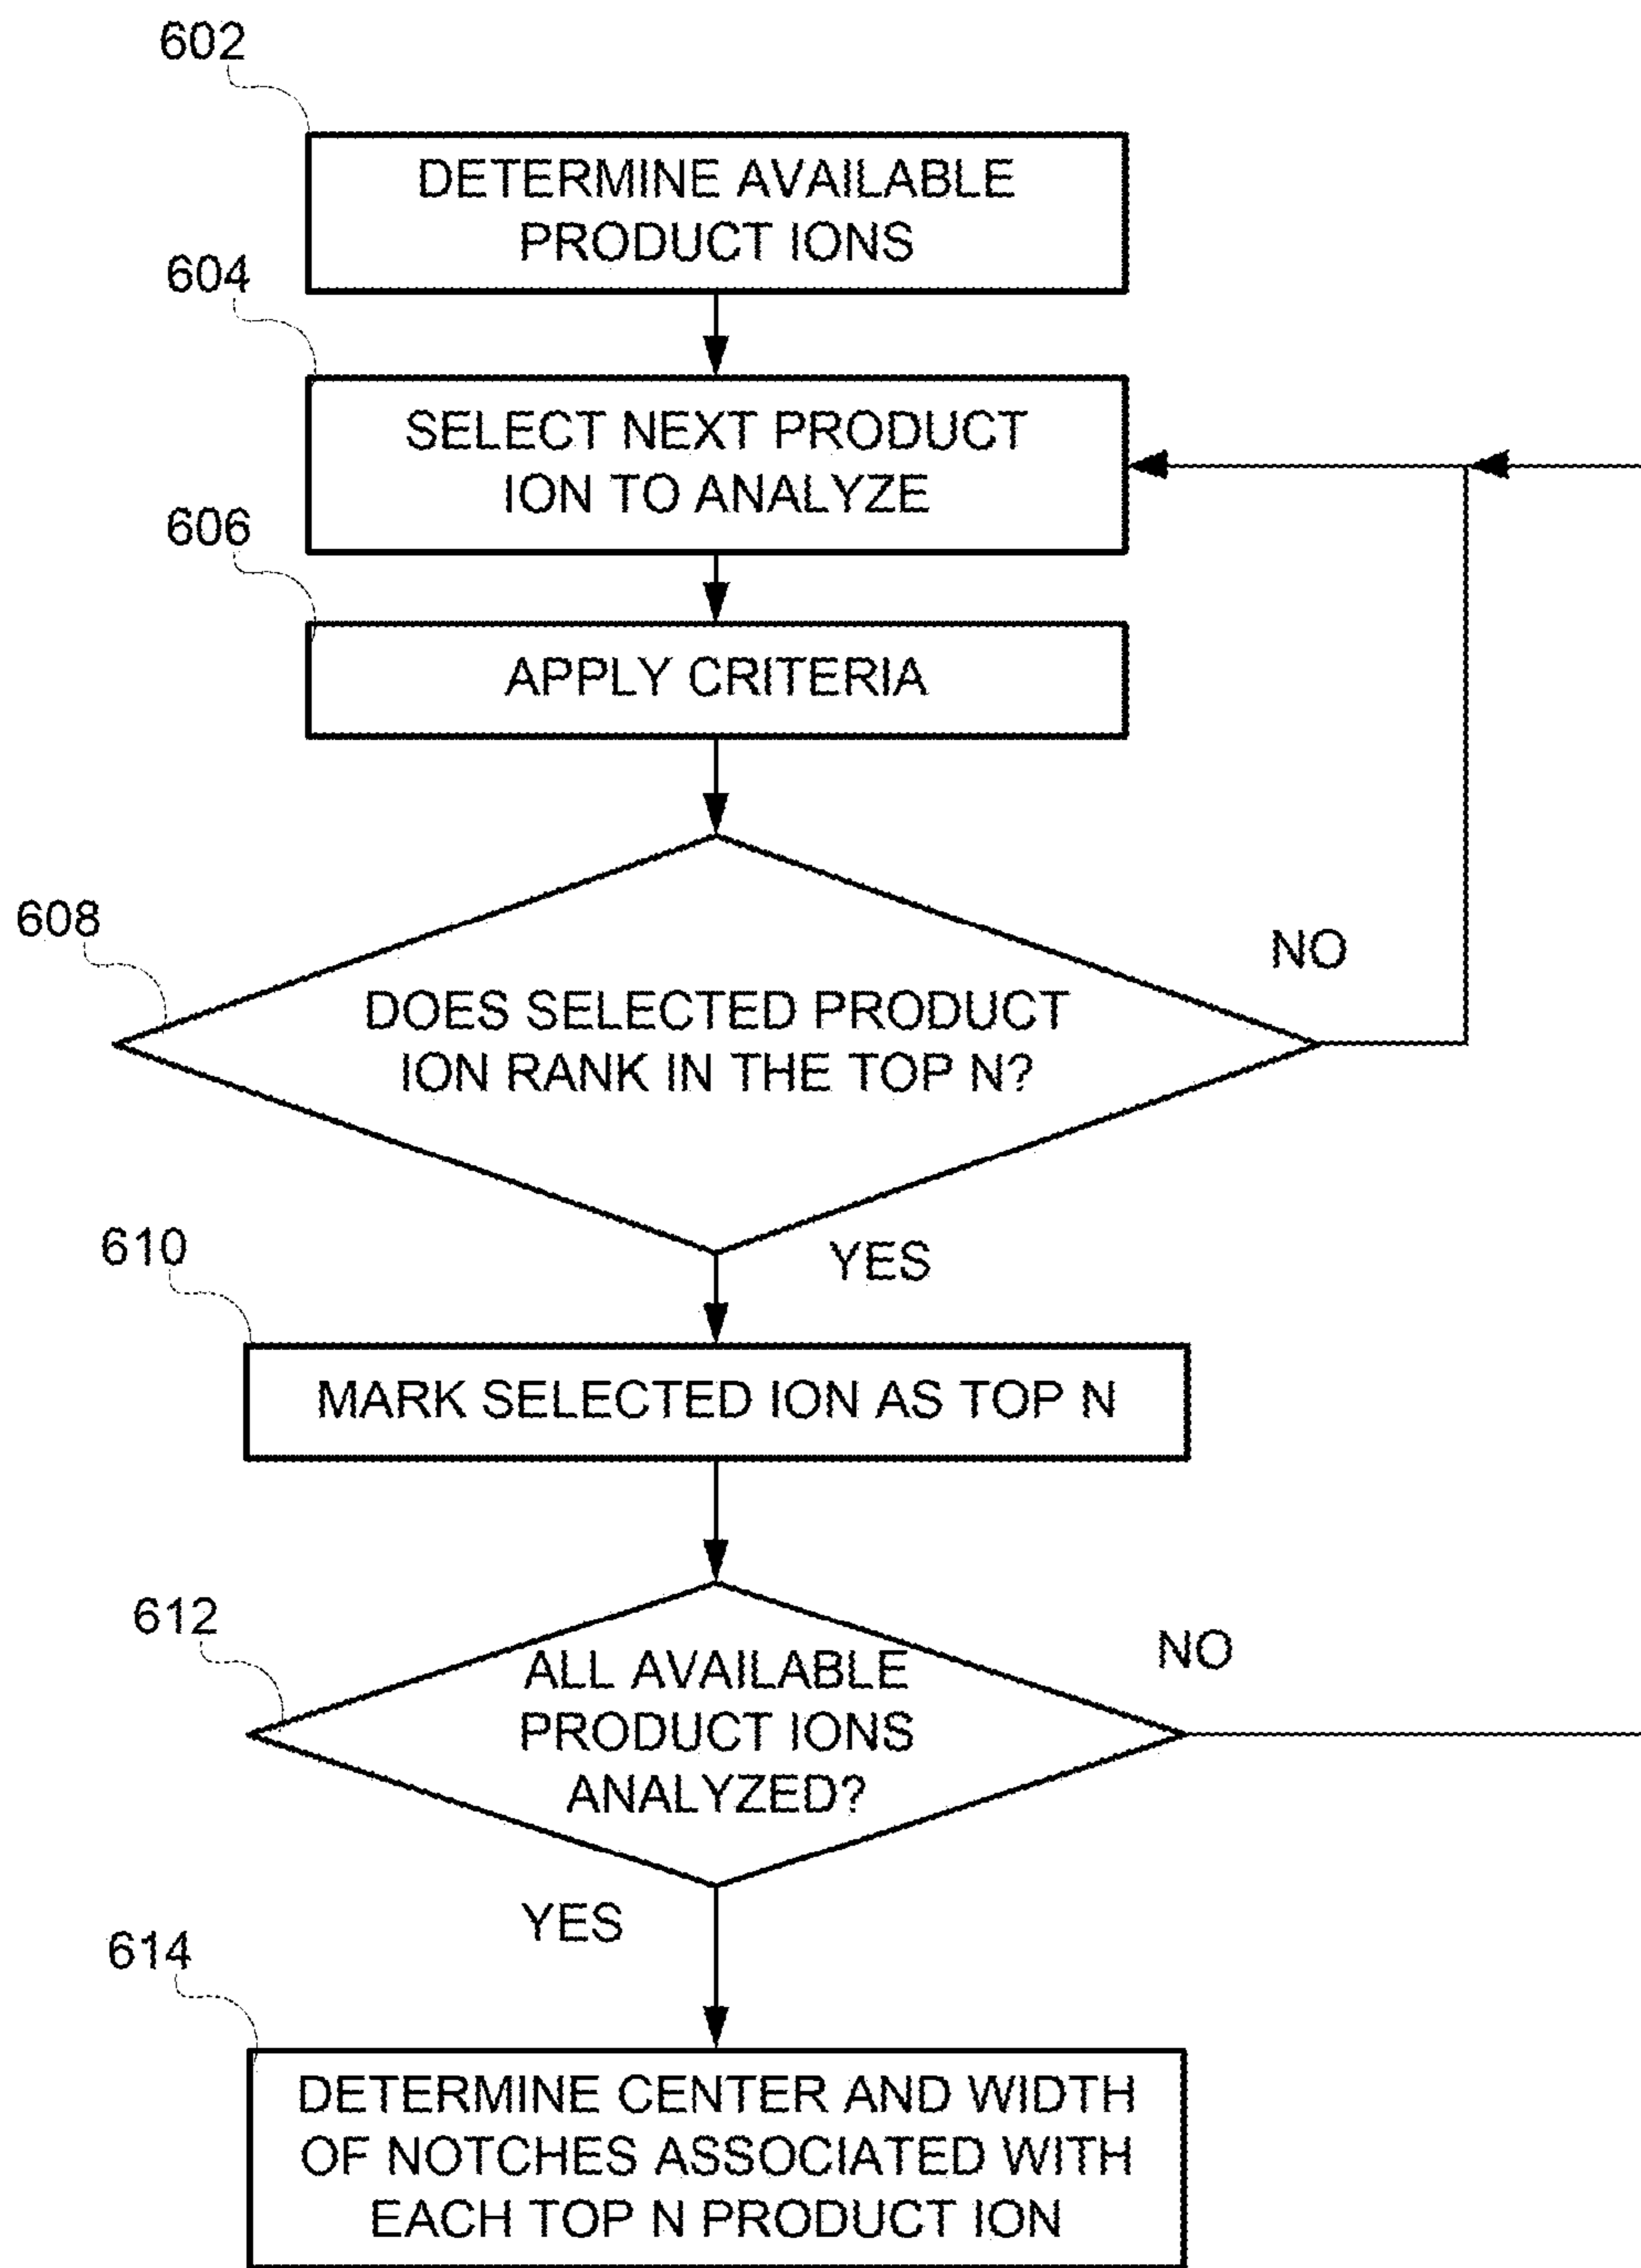 602
DETERMINE AVAILABLE
PRODUCT IONS
604
SELECT NEXT PRODUCT
ION TO ANALYZE
606
APPLY CRITERIA
608
DOES SELECTED PRODUCT
ION RANK IN THE TOP N?
NO
YES
610
MARK SELECTED ION AS TOP N
612
ALL AVAILABLE
PRODUCT IONS
ANALYZED?
NO
YES
614
DETERMINE CENTER AND WIDTH
OF NOTCHES ASSOCIATED WITH
EACH TOP N PRODUCT ION